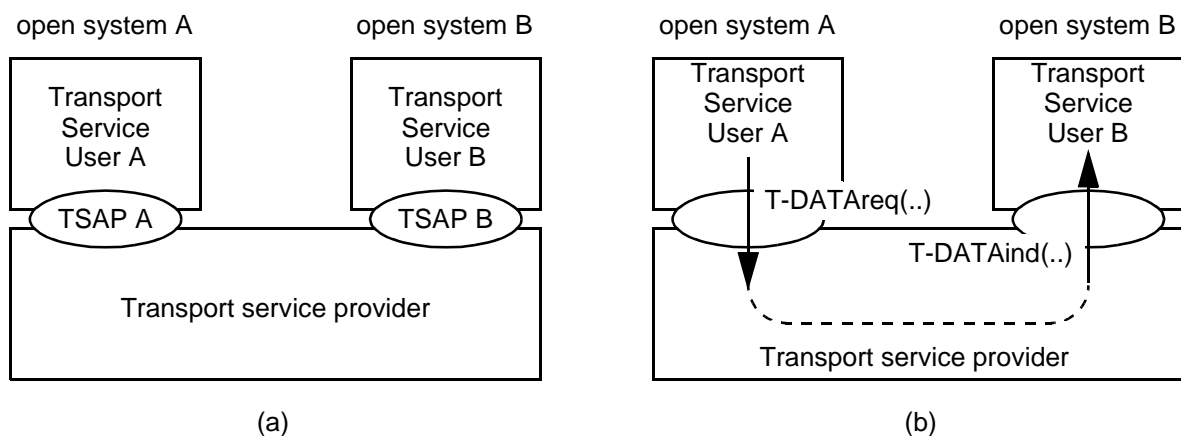 open system A
open system B
Transport
Service
User A
Transport
Service
User B
TSAP A
TSAP B
Transport service provider
(a)
open system A
open system B
Transport
Service
User A
Transport
Service
User B
T-DATAreq(..)
T-DATAind(..)
Transport service provider
(b)